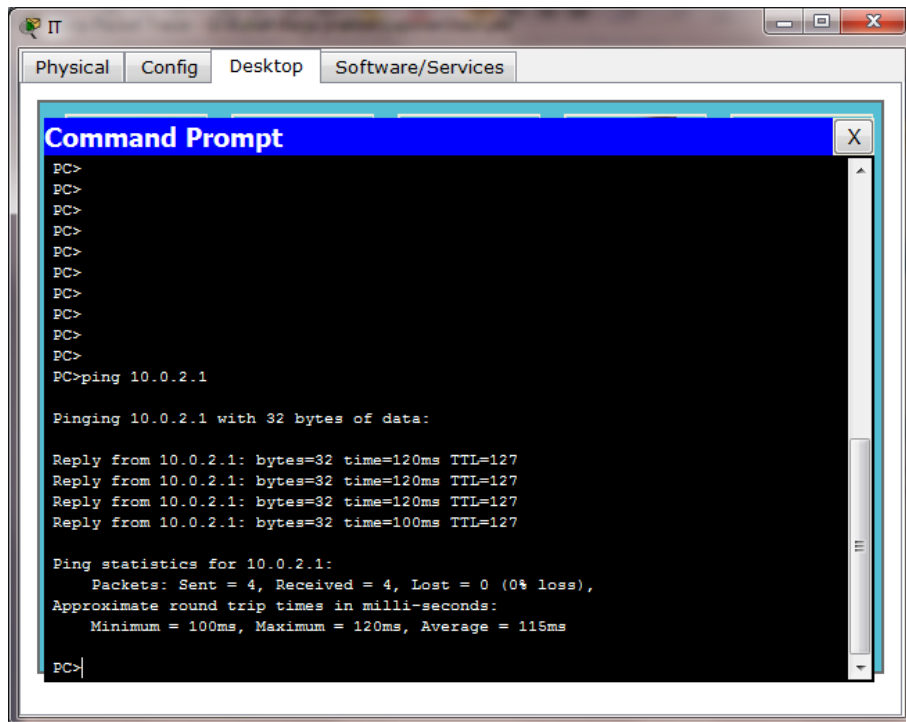 IT
Physical Config Desktop Software/Services
Command Prompt X
PC>
PC>
PC>
PC>
PC>
PC>
PC>
PC>
PC>
PC>
PC>ping 10.0.2.1
Pinging 10.0.2.1 with 32 bytes of data:
Reply from 10.0.2.1: bytes=32 time=120ms TTL=127
Reply from 10.0.2.1: bytes=32 time=120ms TTL=127
Reply from 10.0.2.1: bytes=32 time=120ms TTL=127
Reply from 10.0.2.1: bytes=32 time=100ms TTL=127
Ping statistics for 10.0.2.1:
Packets: Sent = 4, Received = 4, Lost = 0 (0% loss),
Approximate round trip times in milli-seconds:
Minimum = 100ms, Maximum = 120ms, Average = 115ms
PC>